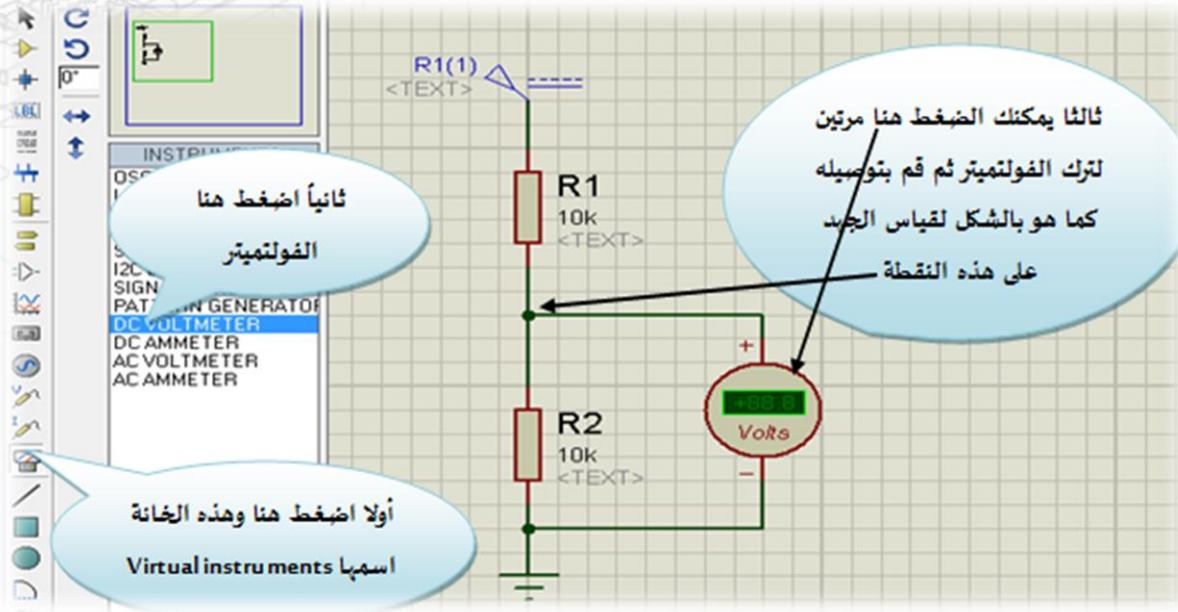 0°
LBL
INSTRU
OSC
I2C
SIGN
PAT
N GENERATOR
DC VOLTMETER
DC AMMETER
AC VOLTMETER
AC AMMETER
R1(1)
<TEXT>
R1
10k
<TEXT>
+88.8
Volts
R2
10k
<TEXT>
ثالثا يمكنك الضغط هنا مرتين
لترك الفولتميتر ثم قم بتوصيله
كما هو بالشكل لقياس الجهد
على هذه النقطة
ثانياً اضغط هنا
الفولتميتر
أولا اضغط هنا وهذه الخانة
اسمها Virtual instruments